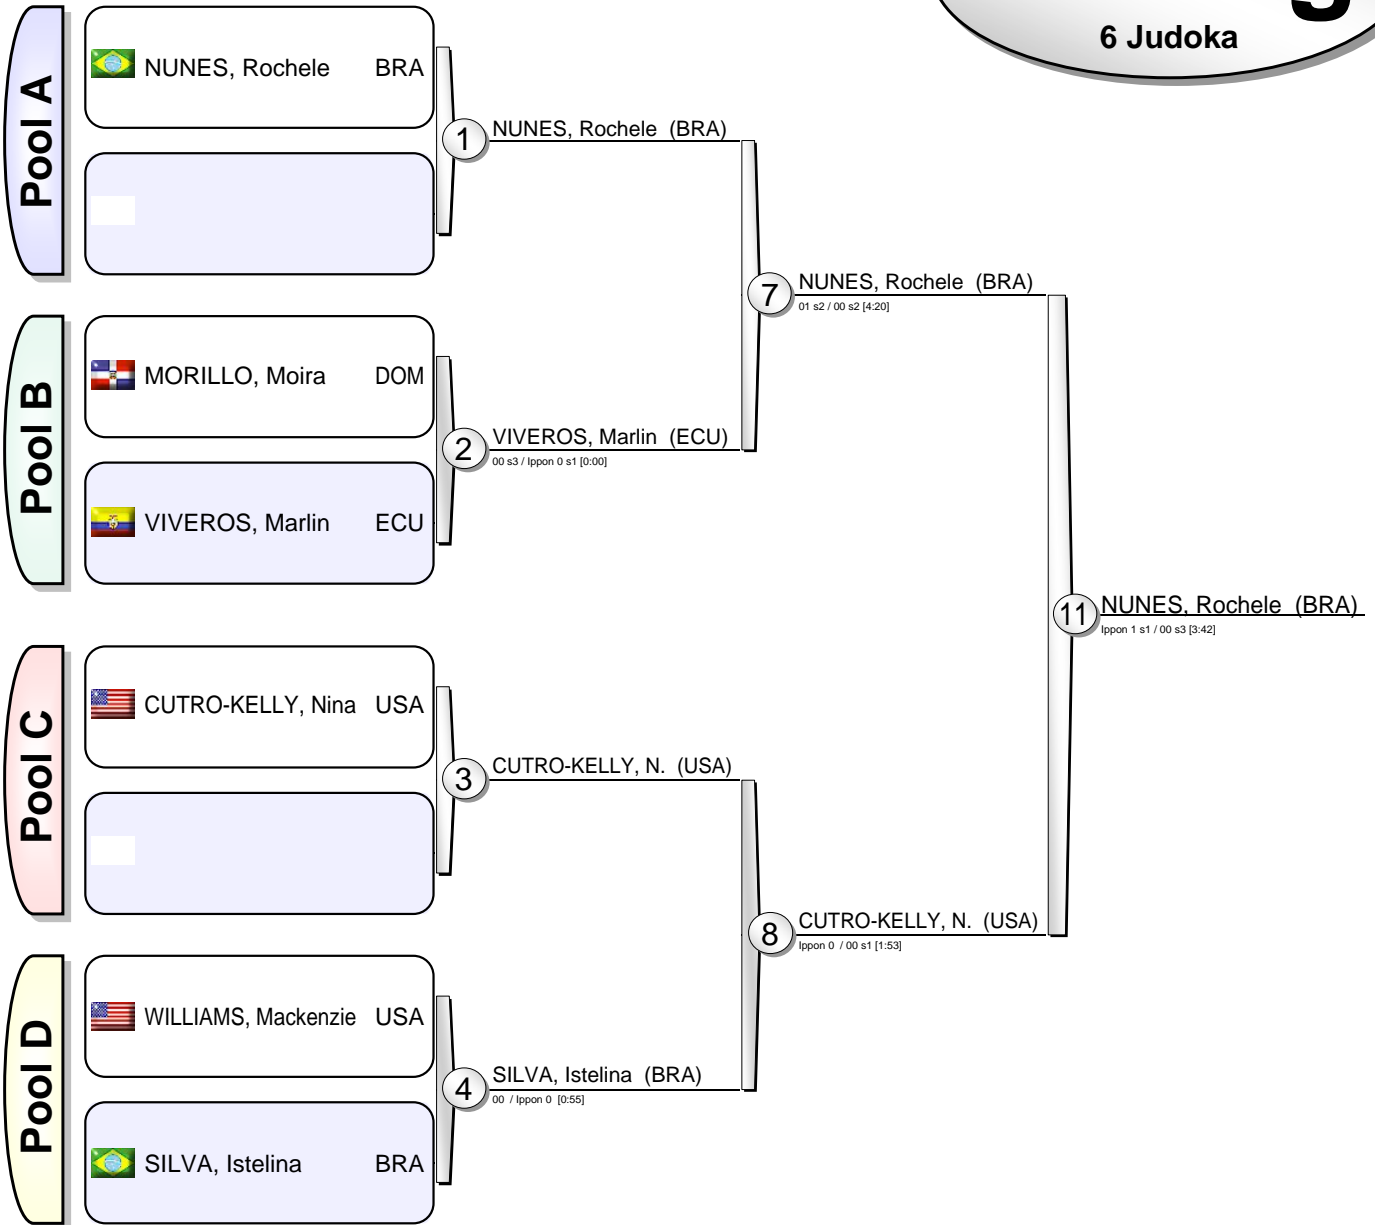 g
6 Judoka
Pool A
NUNES, Rochele BRA
1
NUNES, Rochele (BRA)
7
NUNES, Rochele (BRA)
01 s2 / 00 s2 [4:20]
Pool B
MORILLO, Moira DOM
VIVEROS, Marlin ECU
2
VIVEROS, Marlin (ECU)
00 s3 / Ippon 0 s1 [0:00]
11
NUNES, Rochele (BRA)
Ippon 1 s1 / 00 s3 [3:42]
Pool C
CUTRO-KELLY, Nina USA
3
CUTRO-KELLY, N. (USA)
8
CUTRO-KELLY, N. (USA)
Ippon 0 / 00 s1 [1:53]
Pool D
WILLIAMS, Mackenzie USA
SILVA, Istelina BRA
4
SILVA, Istelina (BRA)
00 / Ippon 0 [0:55]